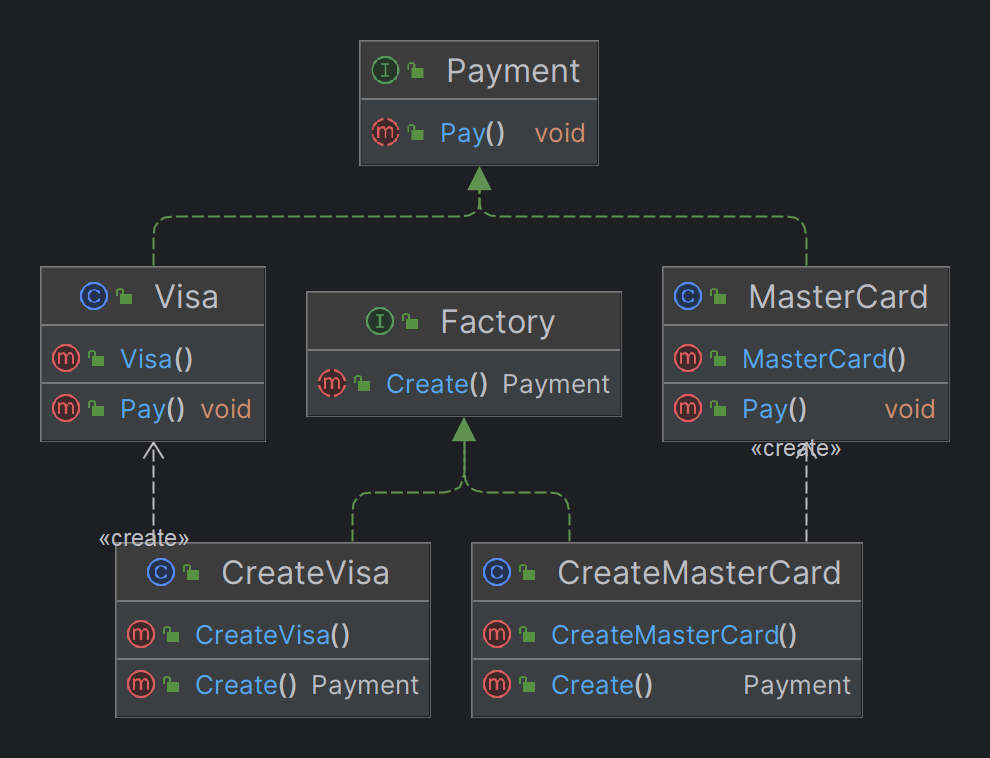 Payment
Pay() void
Visa
Visa()
Pay() void
Factory
Create() Payment
MasterCard
MasterCard()
Pay() void
«create»
«create»
CreateVisa
CreateVisa()
Create() Payment
CreateMasterCard
CreateMasterCard()
Create() Payment